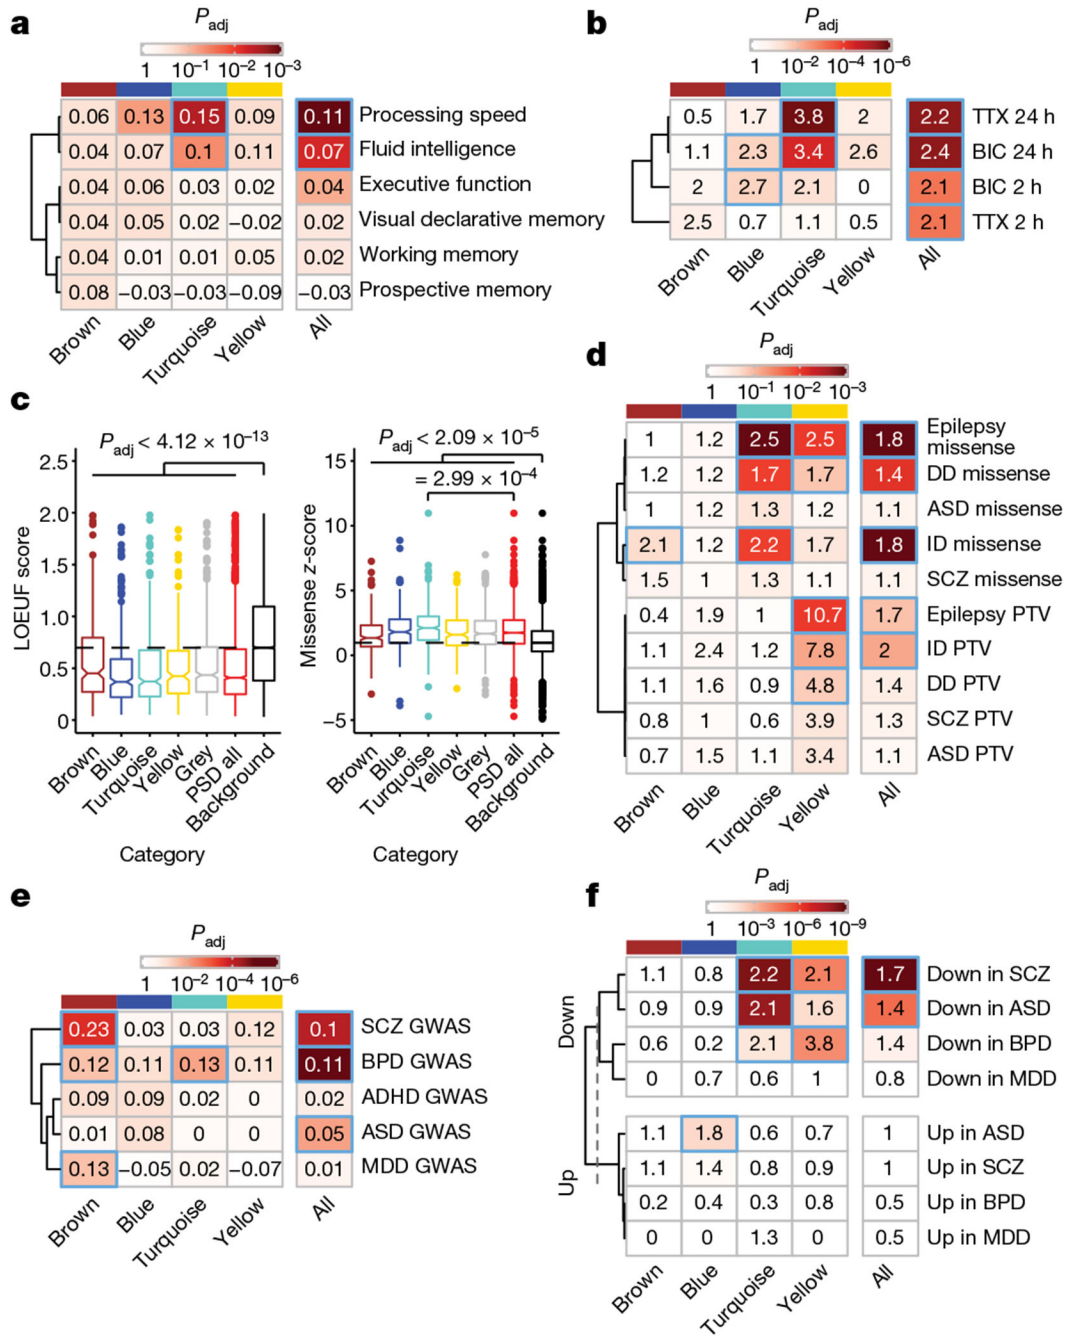 a
P adj
1 10⁻¹ 10⁻² 10⁻³
0.06 0.13 0.15 0.09 0.11 Processing speed
0.04 0.07 0.1 0.11 0.07 Fluid intelligence
0.04 0.06 0.03 0.02 0.04 Executive function
0.04 0.05 0.02 −0.02 0.02 Visual declarative memory
0.04 0.01 0.01 0.05 0.02 Working memory
0.08 −0.03 −0.03 −0.09 −0.03 Prospective memory
Brown Blue Turquoise Yellow All
b
P adj
1 10⁻² 10⁻⁴ 10⁻⁶
0.5 1.7 3.8 2 2.2 TTX 24 h
1.1 2.3 3.4 2.6 2.4 BIC 24 h
2 2.7 2.1 0 2.1 BIC 2 h
2.5 0.7 1.1 0.5 2.1 TTX 2 h
Brown Blue Turquoise Yellow All
c
P adj < 4.12 × 10⁻¹³
LOEUF score
2.5
2.0
1.5
1.0
0.5
0
Brown Blue Turquoise Yellow Grey PSD all Background
Category
P adj < 2.09 × 10⁻⁵
= 2.99 × 10⁻⁴
Missense z-score
15
10
5
0
−5
Brown Blue Turquoise Yellow Grey PSD all Background
Category
d
P adj
1 10⁻¹ 10⁻² 10⁻³
1 1.2 2.5 2.5 1.8 Epilepsy
missense
1.2 1.2 1.7 1.7 1.4 DD missense
1 1.2 1.3 1.2 1.1 ASD missense
2.1 1.2 2.2 1.7 1.8 ID missense
1.5 1 1.3 1.1 1.1 SCZ missense
0.4 1.9 1 10.7 1.7 Epilepsy PTV
1.1 2.4 1.2 7.8 2 ID PTV
1.1 1.6 0.9 4.8 1.4 DD PTV
0.8 1 0.6 3.9 1.3 SCZ PTV
0.7 1.5 1.1 3.4 1.1 ASD PTV
Brown Blue Turquoise Yellow All
e
P adj
1 10⁻² 10⁻⁴ 10⁻⁶
0.23 0.03 0.03 0.12 0.1 SCZ GWAS
0.12 0.11 0.13 0.11 0.11 BPD GWAS
0.09 0.09 0.02 0 0.02 ADHD GWAS
0.01 0.08 0 0 0.05 ASD GWAS
0.13 −0.05 0.02 −0.07 0.01 MDD GWAS
Brown Blue Turquoise Yellow All
f
P adj
1 10⁻³ 10⁻⁶ 10⁻⁹
Down
1.1 0.8 2.2 2.1 1.7 Down in SCZ
0.9 0.9 2.1 1.6 1.4 Down in ASD
0.6 0.2 2.1 3.8 1.4 Down in BPD
0 0.7 0.6 1 0.8 Down in MDD
Up
1.1 1.8 0.6 0.7 1 Up in ASD
1.1 1.4 0.8 0.9 1 Up in SCZ
0.2 0.4 0.3 0.8 0.5 Up in BPD
0 0 1.3 0 0.5 Up in MDD
Brown Blue Turquoise Yellow All